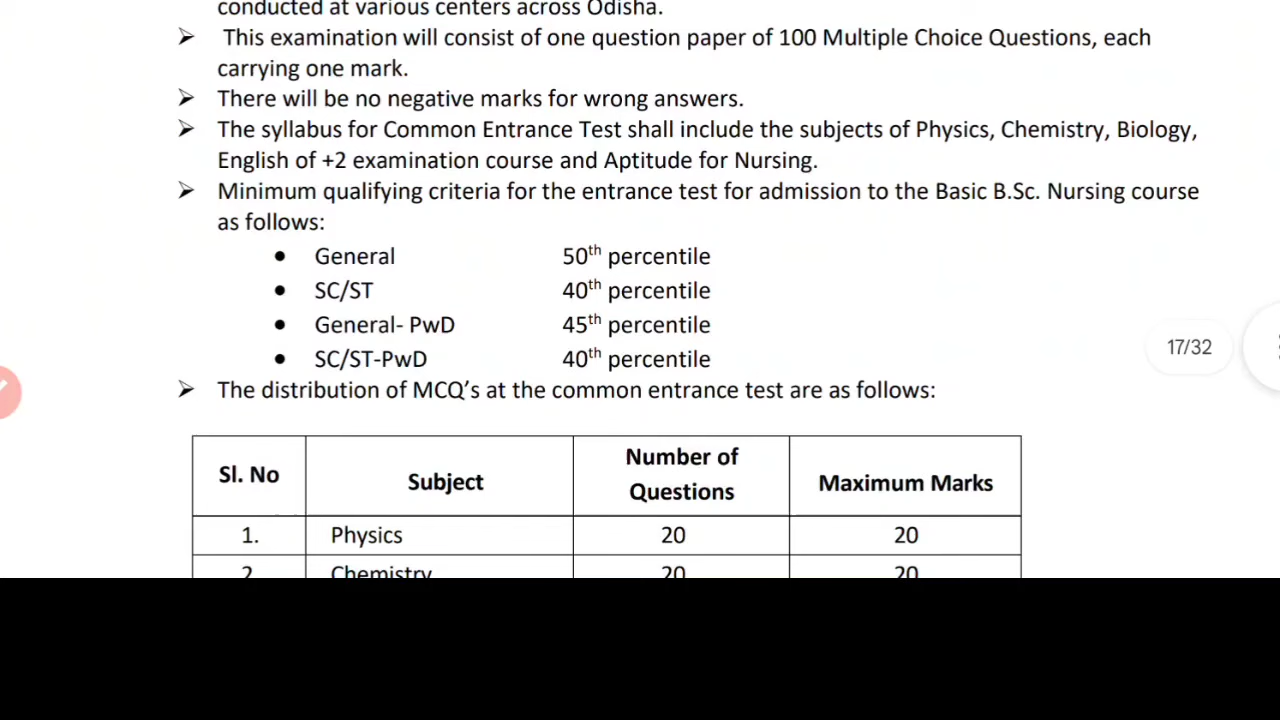 conducted at various centers across Odisha.
➢ This examination will consist of one question paper of 100 Multiple Choice Questions, each
carrying one mark.
➢ There will be no negative marks for wrong answers.
➢ The syllabus for Common Entrance Test shall include the subjects of Physics, Chemistry, Biology,
English of +2 examination course and Aptitude for Nursing.
➢ Minimum qualifying criteria for the entrance test for admission to the Basic B.Sc. Nursing course
as follows:
• General 50th percentile
• SC/ST 40th percentile
• General- PwD 45th percentile
• SC/ST-PwD 40th percentile
17/32
➢ The distribution of MCQ's at the common entrance test are as follows:
Sl. No Subject Number of Questions Maximum Marks
1. Physics 20 20
2. Chemistry 20 20